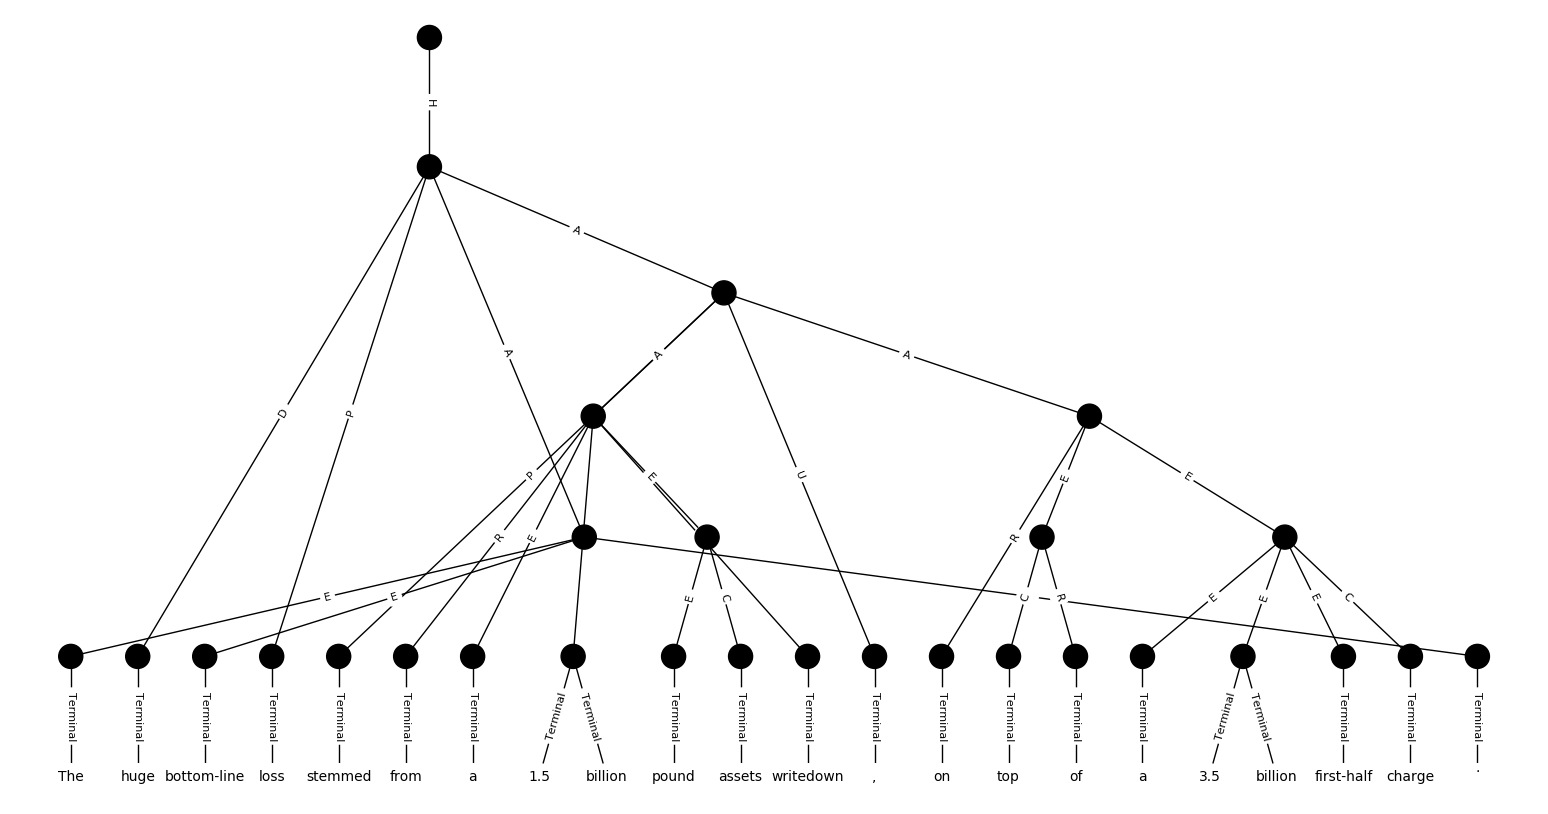 H
A
A
D
P
A
A
U
P
E
R
E
E
E
R
E
E
E
C
C
R
E
E
E
C
Terminal Terminal Terminal Terminal Terminal Terminal Terminal Terminal Terminal Terminal Terminal Terminal Terminal Terminal Terminal Terminal Terminal Terminal Terminal Terminal Terminal Terminal
The huge bottom-line loss stemmed from a 1.5 billion pound assets writedown , on top of a 3.5 billion first-half charge .